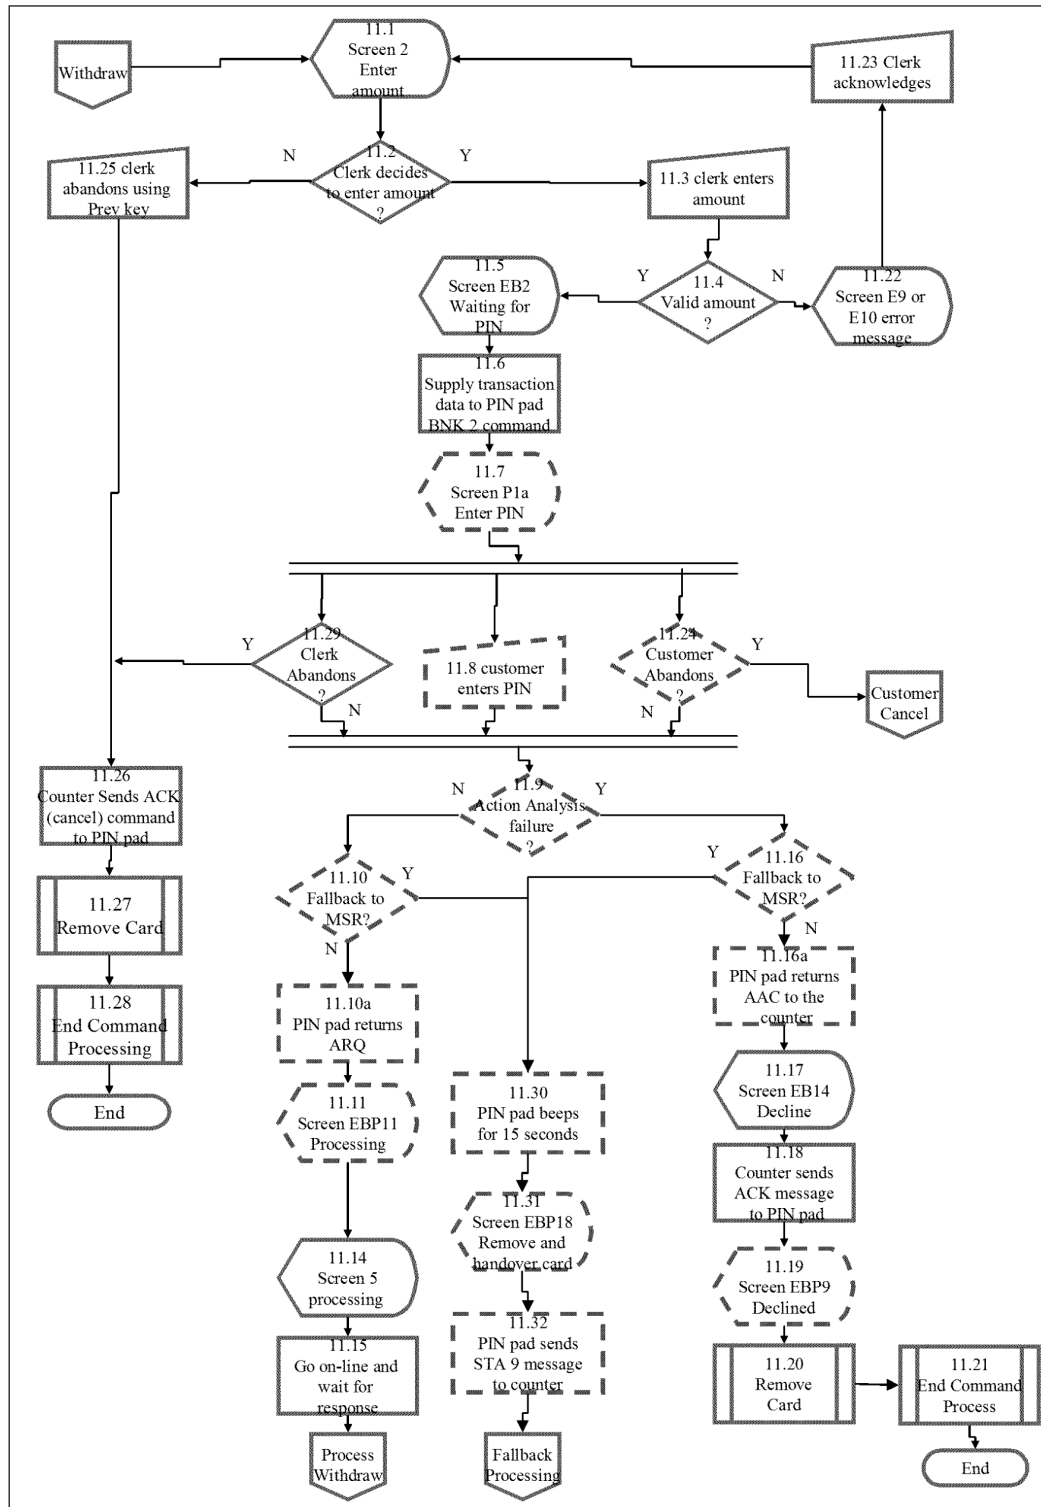 11.1
Screen 2
Enter
amount
Withdraw
11.23 Clerk
acknowledges
N
11.2
Clerk decides
to enter amount
?
Y
11.25 clerk
abandons using
Prev key
11.3 clerk enters
amount
11.5
Screen EB2
Waiting for
PIN
Y
11.4
Valid amount
?
N
11.22
Screen E9 or
E10 error
message
11.6
Supply transaction
data to PIN pad
BNK 2 command
11.7
Screen P1a
Enter PIN
Y
11.29
Clerk
Abandons
?
N
11.8 customer
enters PIN
11.24
Customer
Abandons
?
Y
N
Customer
Cancel
11.26
Counter Sends ACK
(cancel) command
to PIN pad
N
11.9
Action Analysis
failure
?
Y
11.10
Fallback to
MSR?
Y
N
Y
11.16
Fallback to
MSR?
N
11.27
Remove Card
11.28
End Command
Processing
End
11.10a
PIN pad returns
ARQ
11.16a
PIN pad returns
AAC to the
counter
11.11
Screen EBP11
Processing
11.30
PIN pad beeps
for 15 seconds
11.17
Screen EB14
Decline
11.18
Counter sends
ACK message
to PIN pad
11.31
Screen EBP18
Remove and
handover card
11.14
Screen 5
processing
11.19
Screen EBP9
Declined
11.15
Go on-line and
wait for
response
11.32
PIN pad sends
STA 9 message
to counter
11.20
Remove
Card
11.21
End Command
Process
Process
Withdraw
Fallback
Processing
End